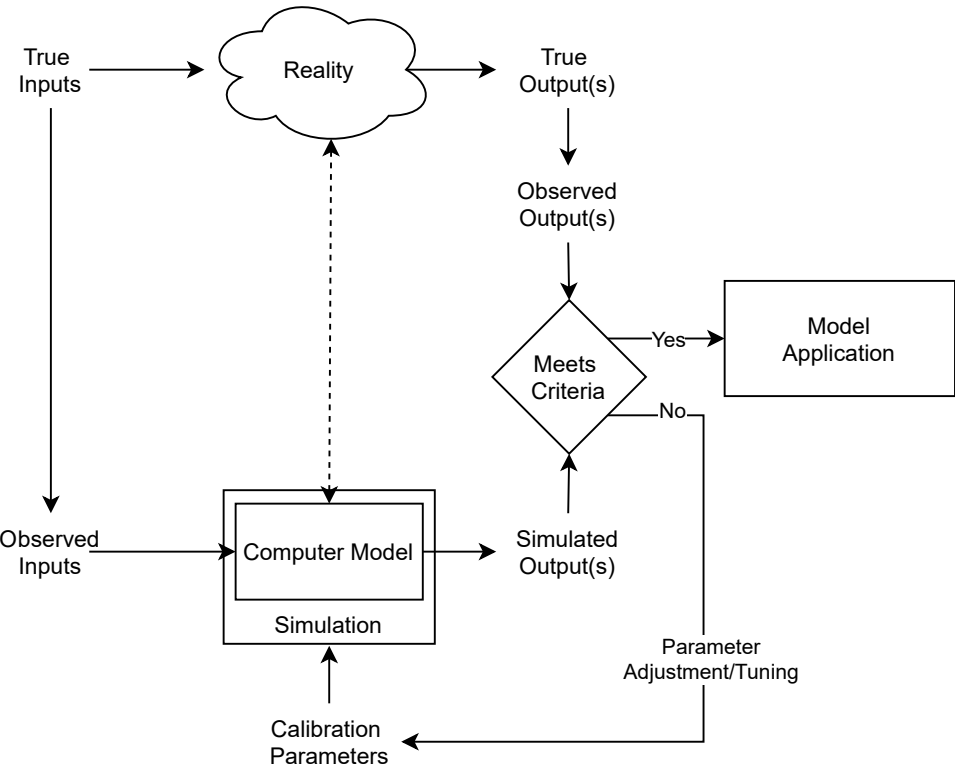 True
Inputs
Reality
True
Output(s)
Observed
Output(s)
Meets
Criteria
Yes
Model
Application
No
Observed
Inputs
Computer Model
Simulation
Simulated
Output(s)
Parameter
Adjustment/Tuning
Calibration
Parameters